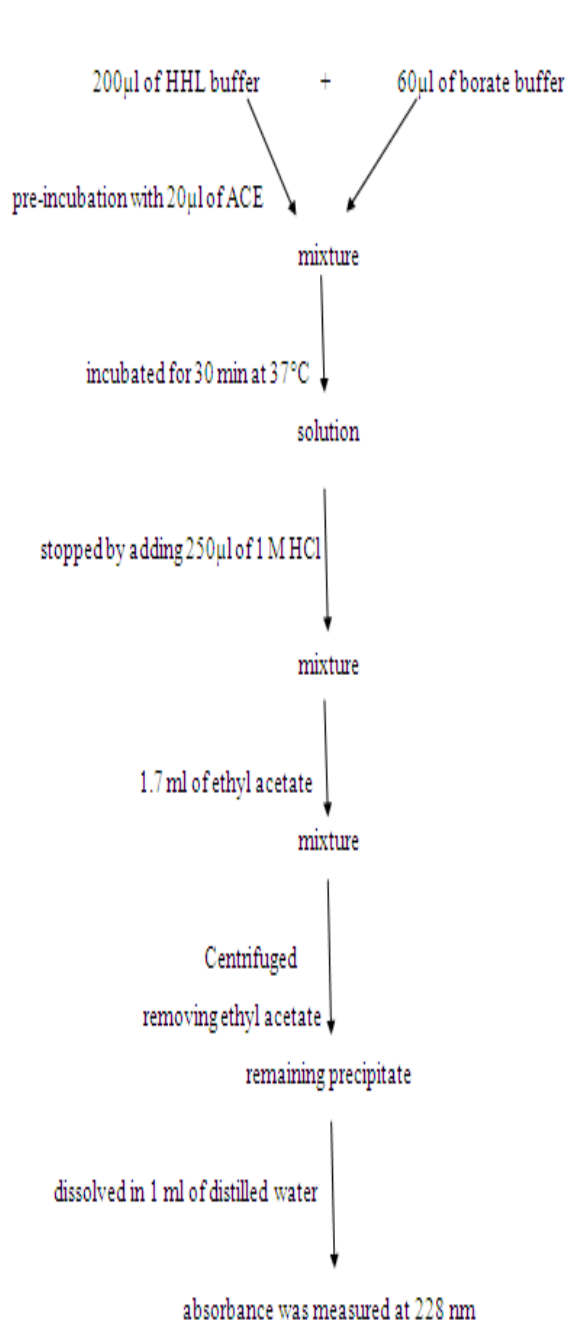 200µl of HHL buffer + 60µl of borate buffer
pre-incubation with 20µl of ACE
mixture
incubated for 30 min at 37°C
solution
stopped by adding 250µl of 1 M HCl
mixture
1.7 ml of ethyl acetate
mixture
Centrifuged
removing ethyl acetate
remaining precipitate
dissolved in 1 ml of distilled water
absorbance was measured at 228 nm